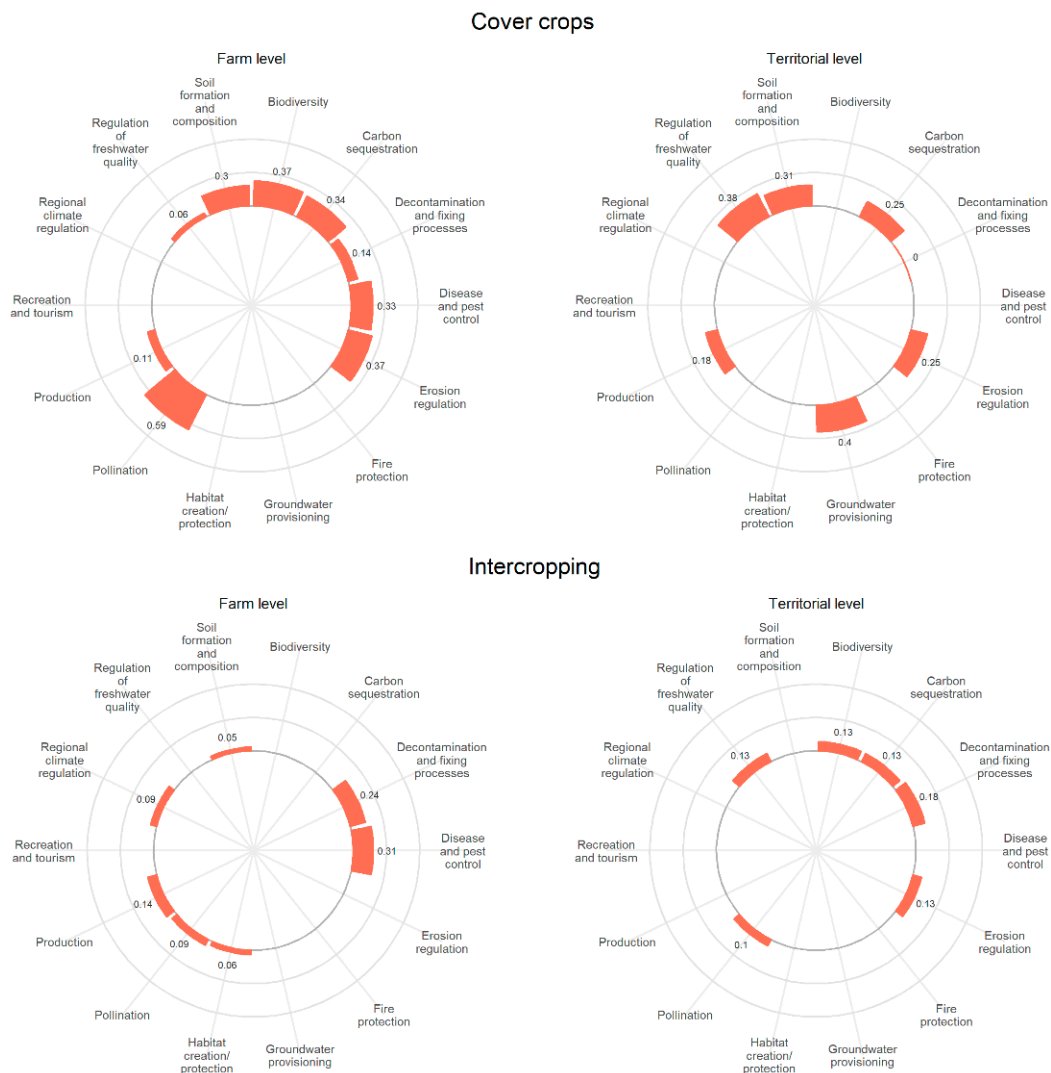 Cover crops
Farm level
Soil
formation
and
composition
Biodiversity
Carbon
sequestration
Decontamination
and fixing
processes
Disease
and pest
control
Erosion
regulation
Fire
protection
Groundwater
provisioning
Habitat
creation/
protection
Pollination
Production
Recreation
and tourism
Regional
climate
regulation
Regulation
of
freshwater
quality
0.3
0.37
0.34
0.14
0.33
0.37
0.59
0.11
0.06
Territorial level
Soil
formation
and
composition
Biodiversity
Carbon
sequestration
Decontamination
and fixing
processes
Disease
and pest
control
Erosion
regulation
Fire
protection
Groundwater
provisioning
Habitat
creation/
protection
Pollination
Production
Recreation
and tourism
Regional
climate
regulation
Regulation
of
freshwater
quality
0.31
0.25
0
0.25
0.4
0.18
0.38
Intercropping
Farm level
Soil
formation
and
composition
Biodiversity
Carbon
sequestration
Decontamination
and fixing
processes
Disease
and pest
control
Erosion
regulation
Fire
protection
Groundwater
provisioning
Habitat
creation/
protection
Pollination
Production
Recreation
and tourism
Regional
climate
regulation
Regulation
of
freshwater
quality
0.05
0.24
0.31
0.06
0.09
0.14
0.09
Territorial level
Soil
formation
and
composition
Biodiversity
Carbon
sequestration
Decontamination
and fixing
processes
Disease
and pest
control
Erosion
regulation
Fire
protection
Groundwater
provisioning
Habitat
creation/
protection
Pollination
Production
Recreation
and tourism
Regional
climate
regulation
Regulation
of
freshwater
quality
0.13
0.13
0.18
0.13
0.1
0.13